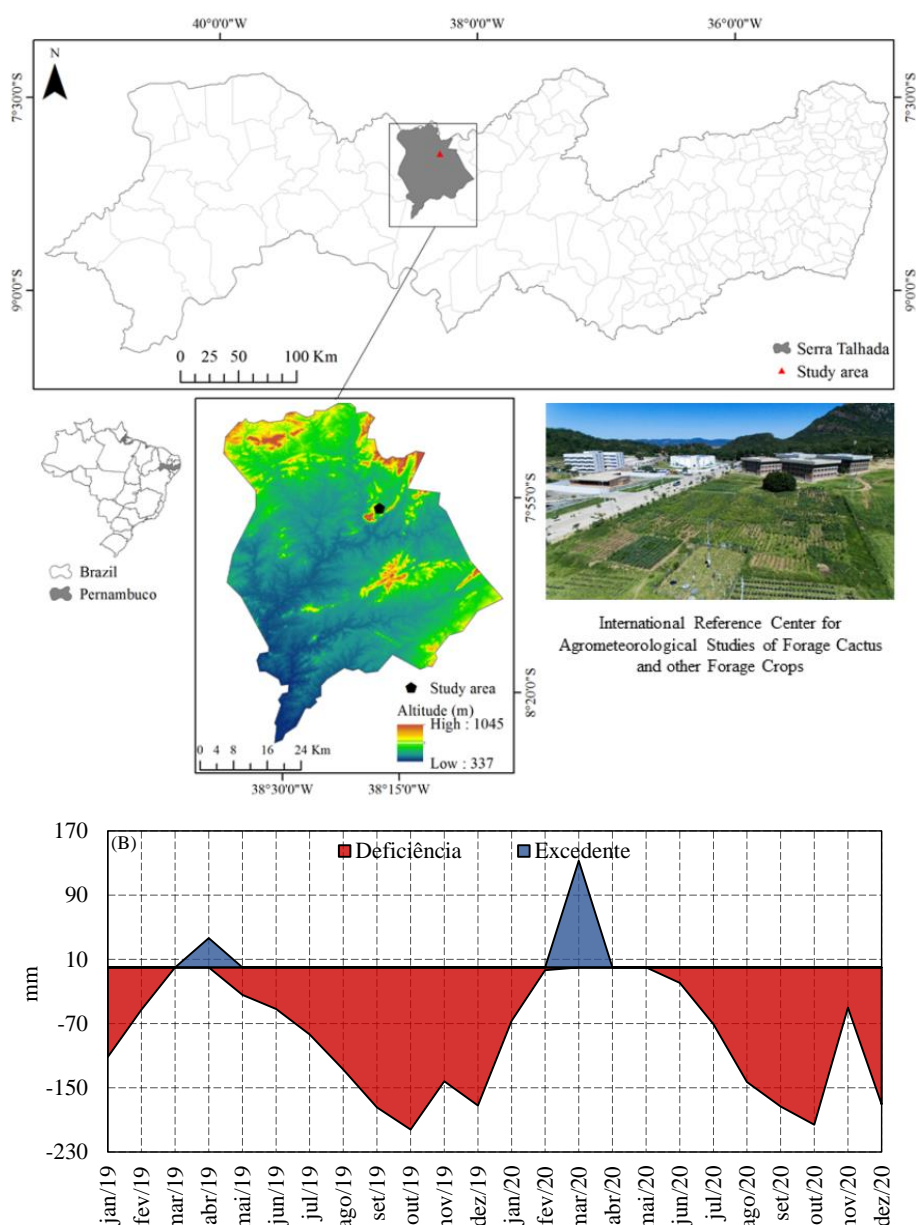 40°0'0"W 38°0'0"W 36°0'0"W
N
7°30'0"S 7°30'0"S
9°0'0"S 9°0'0"S
0 25 50 100 Km
Serra Talhada
Study area
Brazil
Pernambuco
7°55'0"S
8°20'0"S
Study area
Altitude (m)
High : 1045
Low : 337
0 4 8 16 24 Km
38°30'0"W 38°15'0"W
International Reference Center for
Agrometeorological Studies of Forage Cactus
and other Forage Crops
(B)
Deficiência Excedente
mm
170
90
10
-70
-150
-230
jan/19 fev/19 mar/19 abr/19 mai/19 jun/19 jul/19 ago/19 set/19 out/19 nov/19 dez/19 jan/20 fev/20 mar/20 abr/20 mai/20 jun/20 jul/20 ago/20 set/20 out/20 nov/20 dez/20